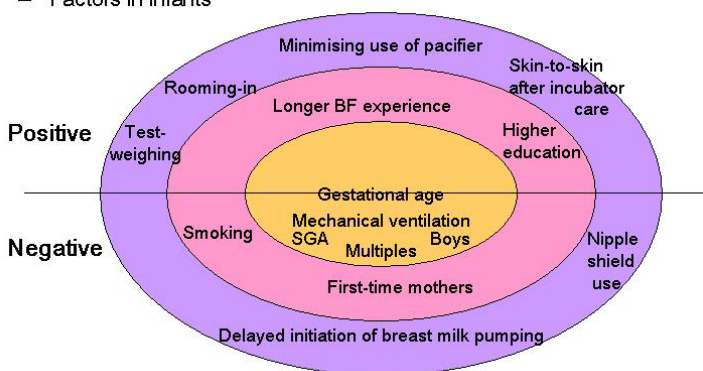 – Factors in infants
Minimising use of pacifier
Skin-to-skin
after incubator
care
Rooming-in
Longer BF experience
Positive
Test-
weighing
Higher
education
Gestational age
Mechanical ventilation
SGA
Boys
Multiples
Smoking
Negative
Nipple
shield
use
First-time mothers
Delayed initiation of breast milk pumping